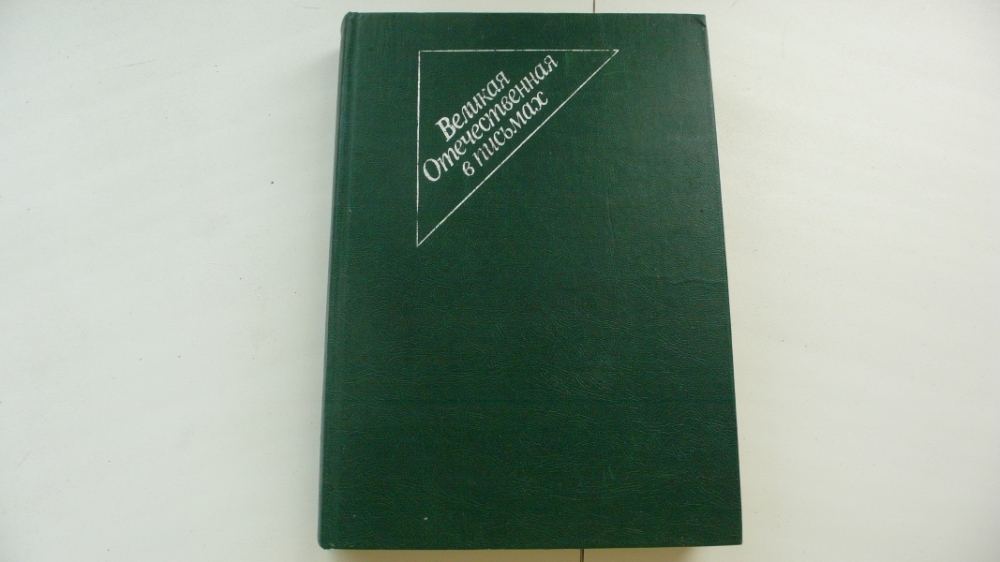 Великая
Отечественная
в письмах